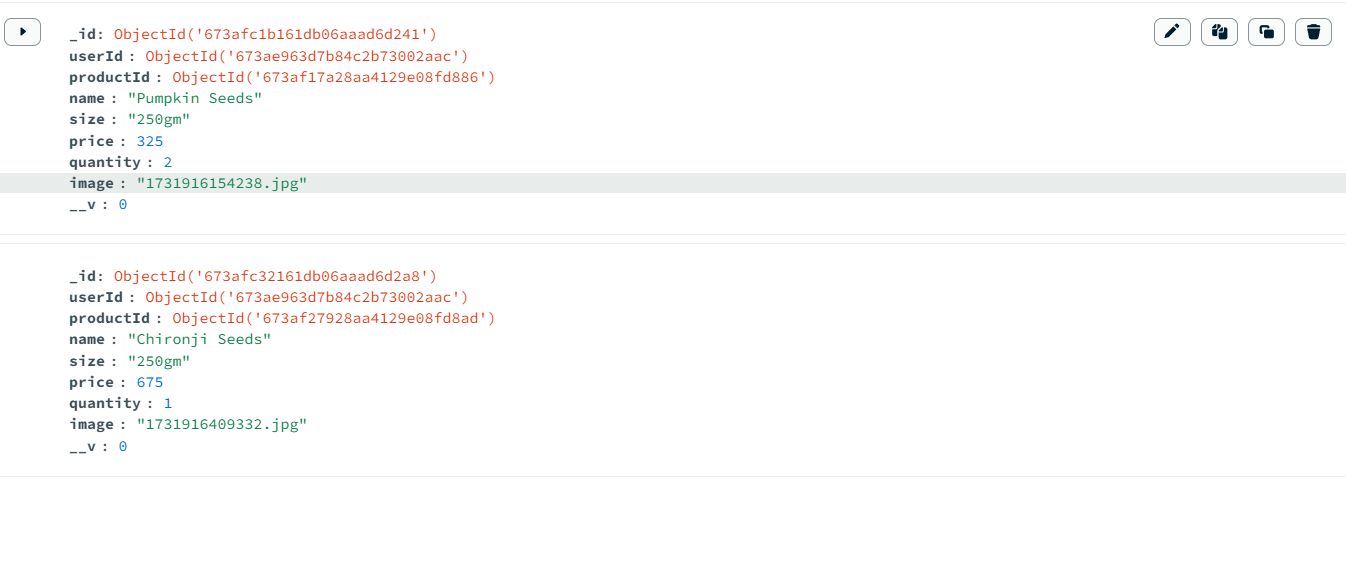 _id: ObjectId('673afc1b161db06aaad6d241')
userId : ObjectId('673ae963d7b84c2b73002aac')
productId : ObjectId('673af17a28aa4129e08fd886')
name : "Pumpkin Seeds"
size : "250gm"
price : 325
quantity : 2
image : "1731916154238.jpg"
__v : 0
_id: ObjectId('673afc32161db06aaad6d2a8')
userId : ObjectId('673ae963d7b84c2b73002aac')
productId : ObjectId('673af27928aa4129e08fd8ad')
name : "Chironji Seeds"
size : "250gm"
price : 675
quantity : 1
image : "1731916409332.jpg"
__v : 0